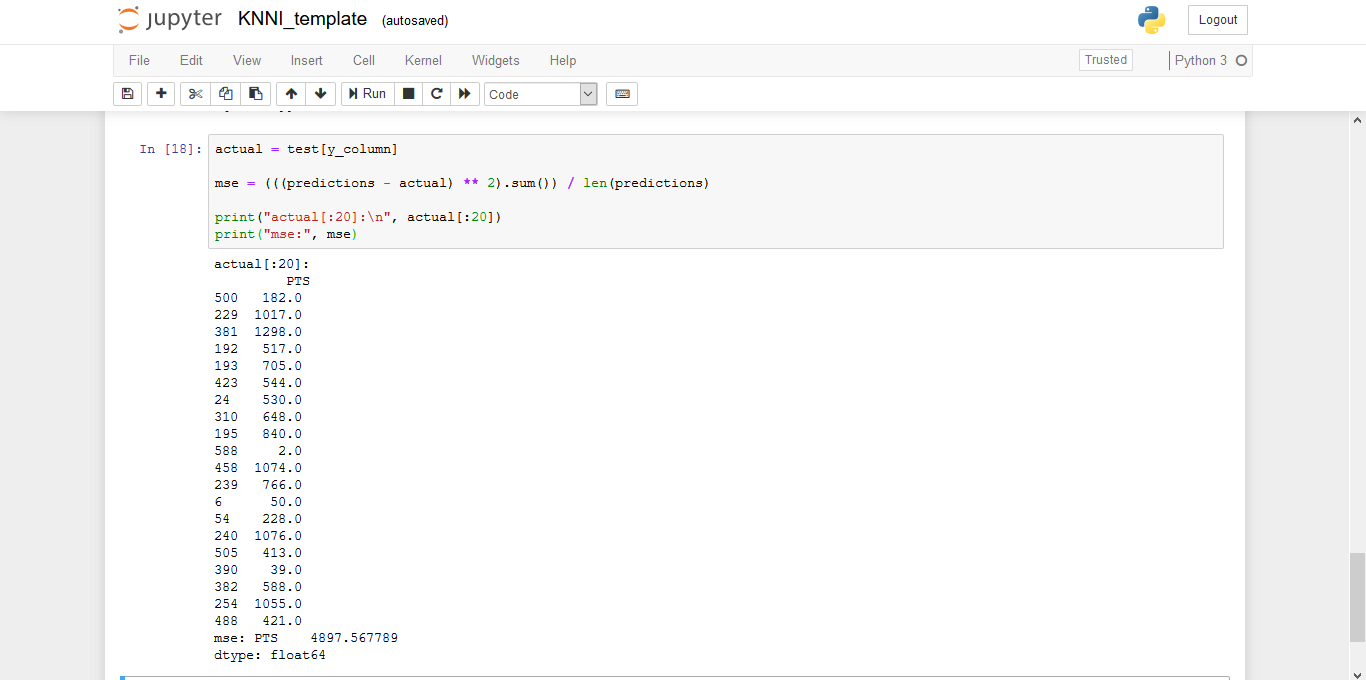 jupyter KNNI_template (autosaved)
Logout
File Edit View Insert Cell Kernel Widgets Help
Trusted
Python 3
Run
Code
In [18]:
actual = test[y_column]
mse = (((predictions - actual) ** 2).sum()) / len(predictions)
print("actual[:20]:\n", actual[:20])
print("mse:", mse)
actual[:20]:
PTS
500 182.0
229 1017.0
381 1298.0
192 517.0
193 705.0
423 544.0
24 530.0
310 648.0
195 840.0
588 2.0
458 1074.0
239 766.0
6 50.0
54 228.0
240 1076.0
505 413.0
390 39.0
382 588.0
254 1055.0
488 421.0
mse: PTS 4897.567789
dtype: float64